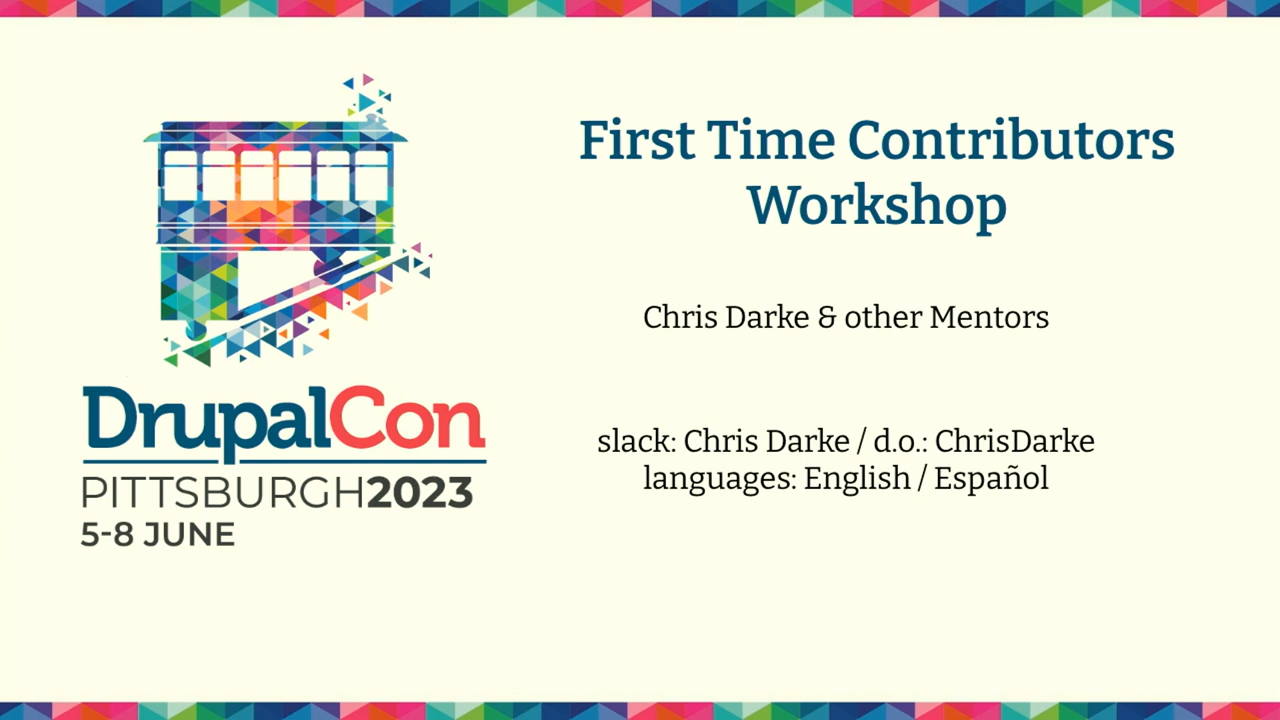 First Time Contributors
Workshop
Chris Darke & other Mentors
slack: Chris Darke / d.o.: ChrisDarke
languages: English / Español
DrupalCon
PITTSBURGH2023
5-8 JUNE